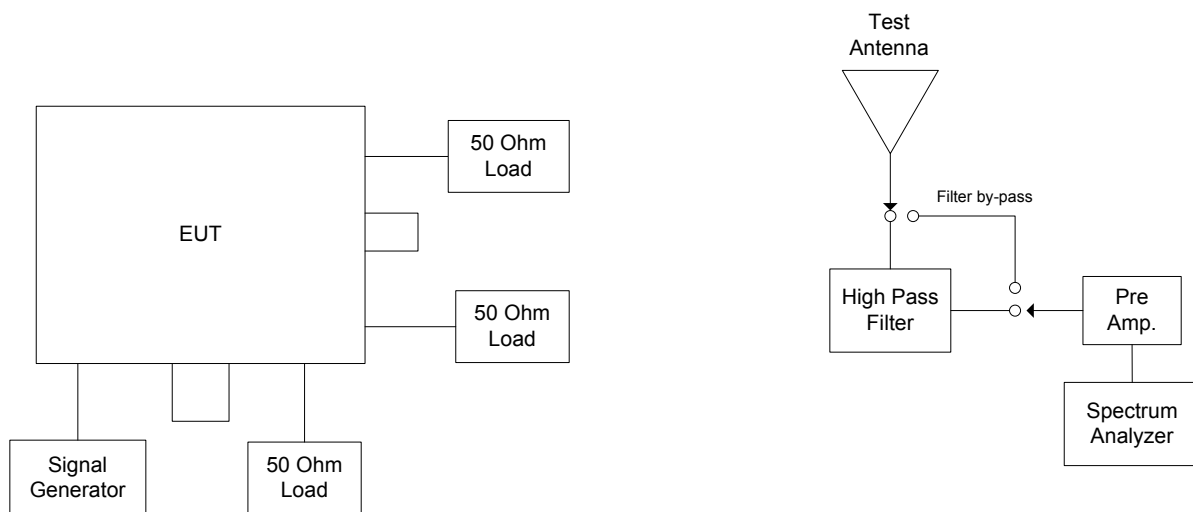 Test
Antenna
50 Ohm
Load
EUT
Filter by-pass
High Pass
Filter
Pre
Amp.
50 Ohm
Load
Spectrum
Analyzer
Signal
Generator
50 Ohm
Load